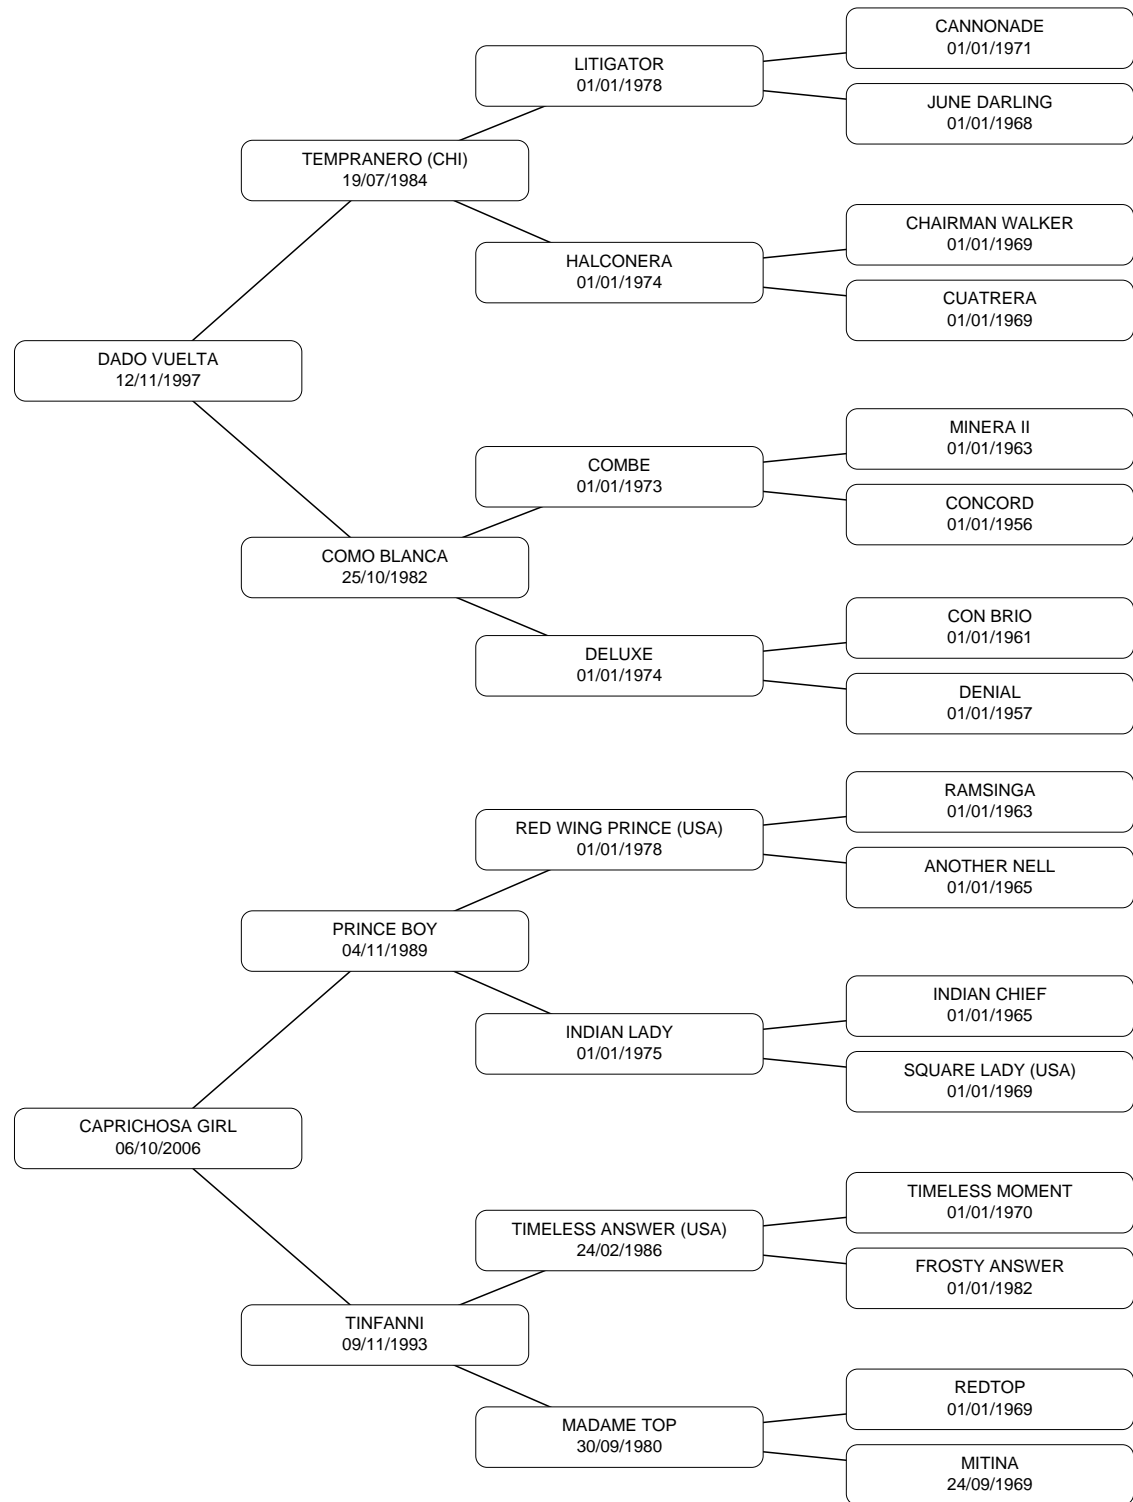 CANNONADE
01/01/1971
LITIGATOR
01/01/1978
JUNE DARLING
01/01/1968
TEMPRANERO (CHI)
19/07/1984
CHAIRMAN WALKER
01/01/1969
HALCONERA
01/01/1974
CUATRERA
01/01/1969
DADO VUELTA
12/11/1997
MINERA II
01/01/1963
COMBE
01/01/1973
CONCORD
01/01/1956
COMO BLANCA
25/10/1982
CON BRIO
01/01/1961
DELUXE
01/01/1974
DENIAL
01/01/1957
RAMSINGA
01/01/1963
RED WING PRINCE (USA)
01/01/1978
ANOTHER NELL
01/01/1965
PRINCE BOY
04/11/1989
INDIAN CHIEF
01/01/1965
INDIAN LADY
01/01/1975
SQUARE LADY (USA)
01/01/1969
CAPRICHOSA GIRL
06/10/2006
TIMELESS MOMENT
01/01/1970
TIMELESS ANSWER (USA)
24/02/1986
FROSTY ANSWER
01/01/1982
TINFANNI
09/11/1993
REDTOP
01/01/1969
MADAME TOP
30/09/1980
MITINA
24/09/1969